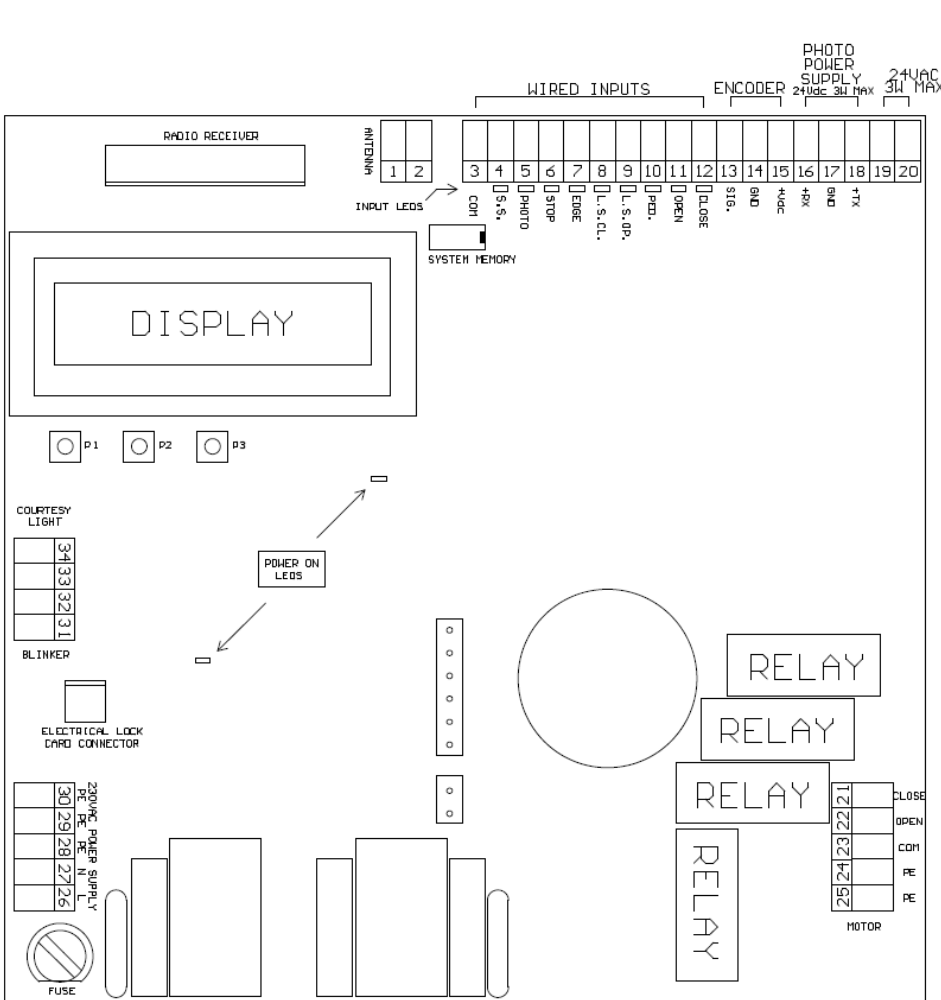 PHOTO
POWER
SUPPLY
24Vdc 3W MAX
24VAC
3W MAX
WIRED INPUTS
ENCODER
RADIO RECEIVER
ANTENNA
1 2
3 4 5 6 7 8 9 10 11 12 13 14 15 16 17 18 19 20
INPUT LEDS
COM
S.S.
PHOTO
STOP
EDGE
L.S.CL.
L.S.OP.
PED.
OPEN
CLOSE
SIG.
GND
+Vdc
+RX
GND
+TX
SYSTEM MEMORY
DISPLAY
P1
P2
P3
COURTESY
LIGHT
34
33
32
31
BLINKER
POWER ON
LEDS
ELECTRICAL LOCK
CARD CONNECTOR
RELAY
RELAY
RELAY
RELAY
30 PE
29 PE
28 PE
27 N
26 L
230VAC POWER SUPPLY
FUSE
21 CLOSE
22 OPEN
23 COM
24 PE
25 PE
MOTOR